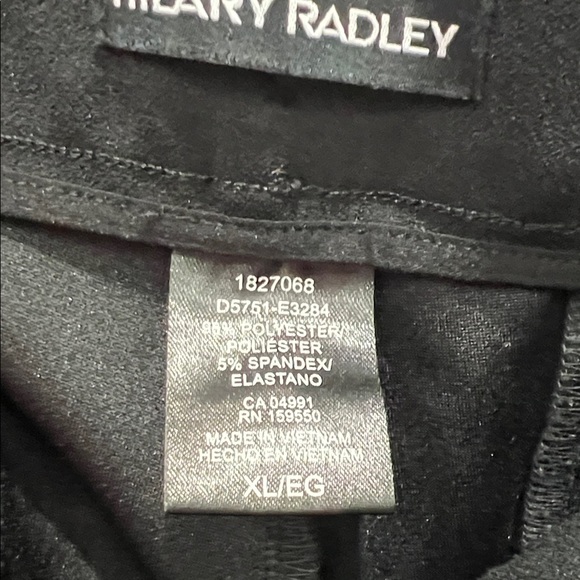 HILARY RADLEY
1827068
D5751-E3284
95% POLYESTER/
POLIÉSTER
5% SPANDEX/
ELASTANO
CA 04991
RN 159550
MADE IN VIETNAM
HECHO EN VIETNAM
XL/EG